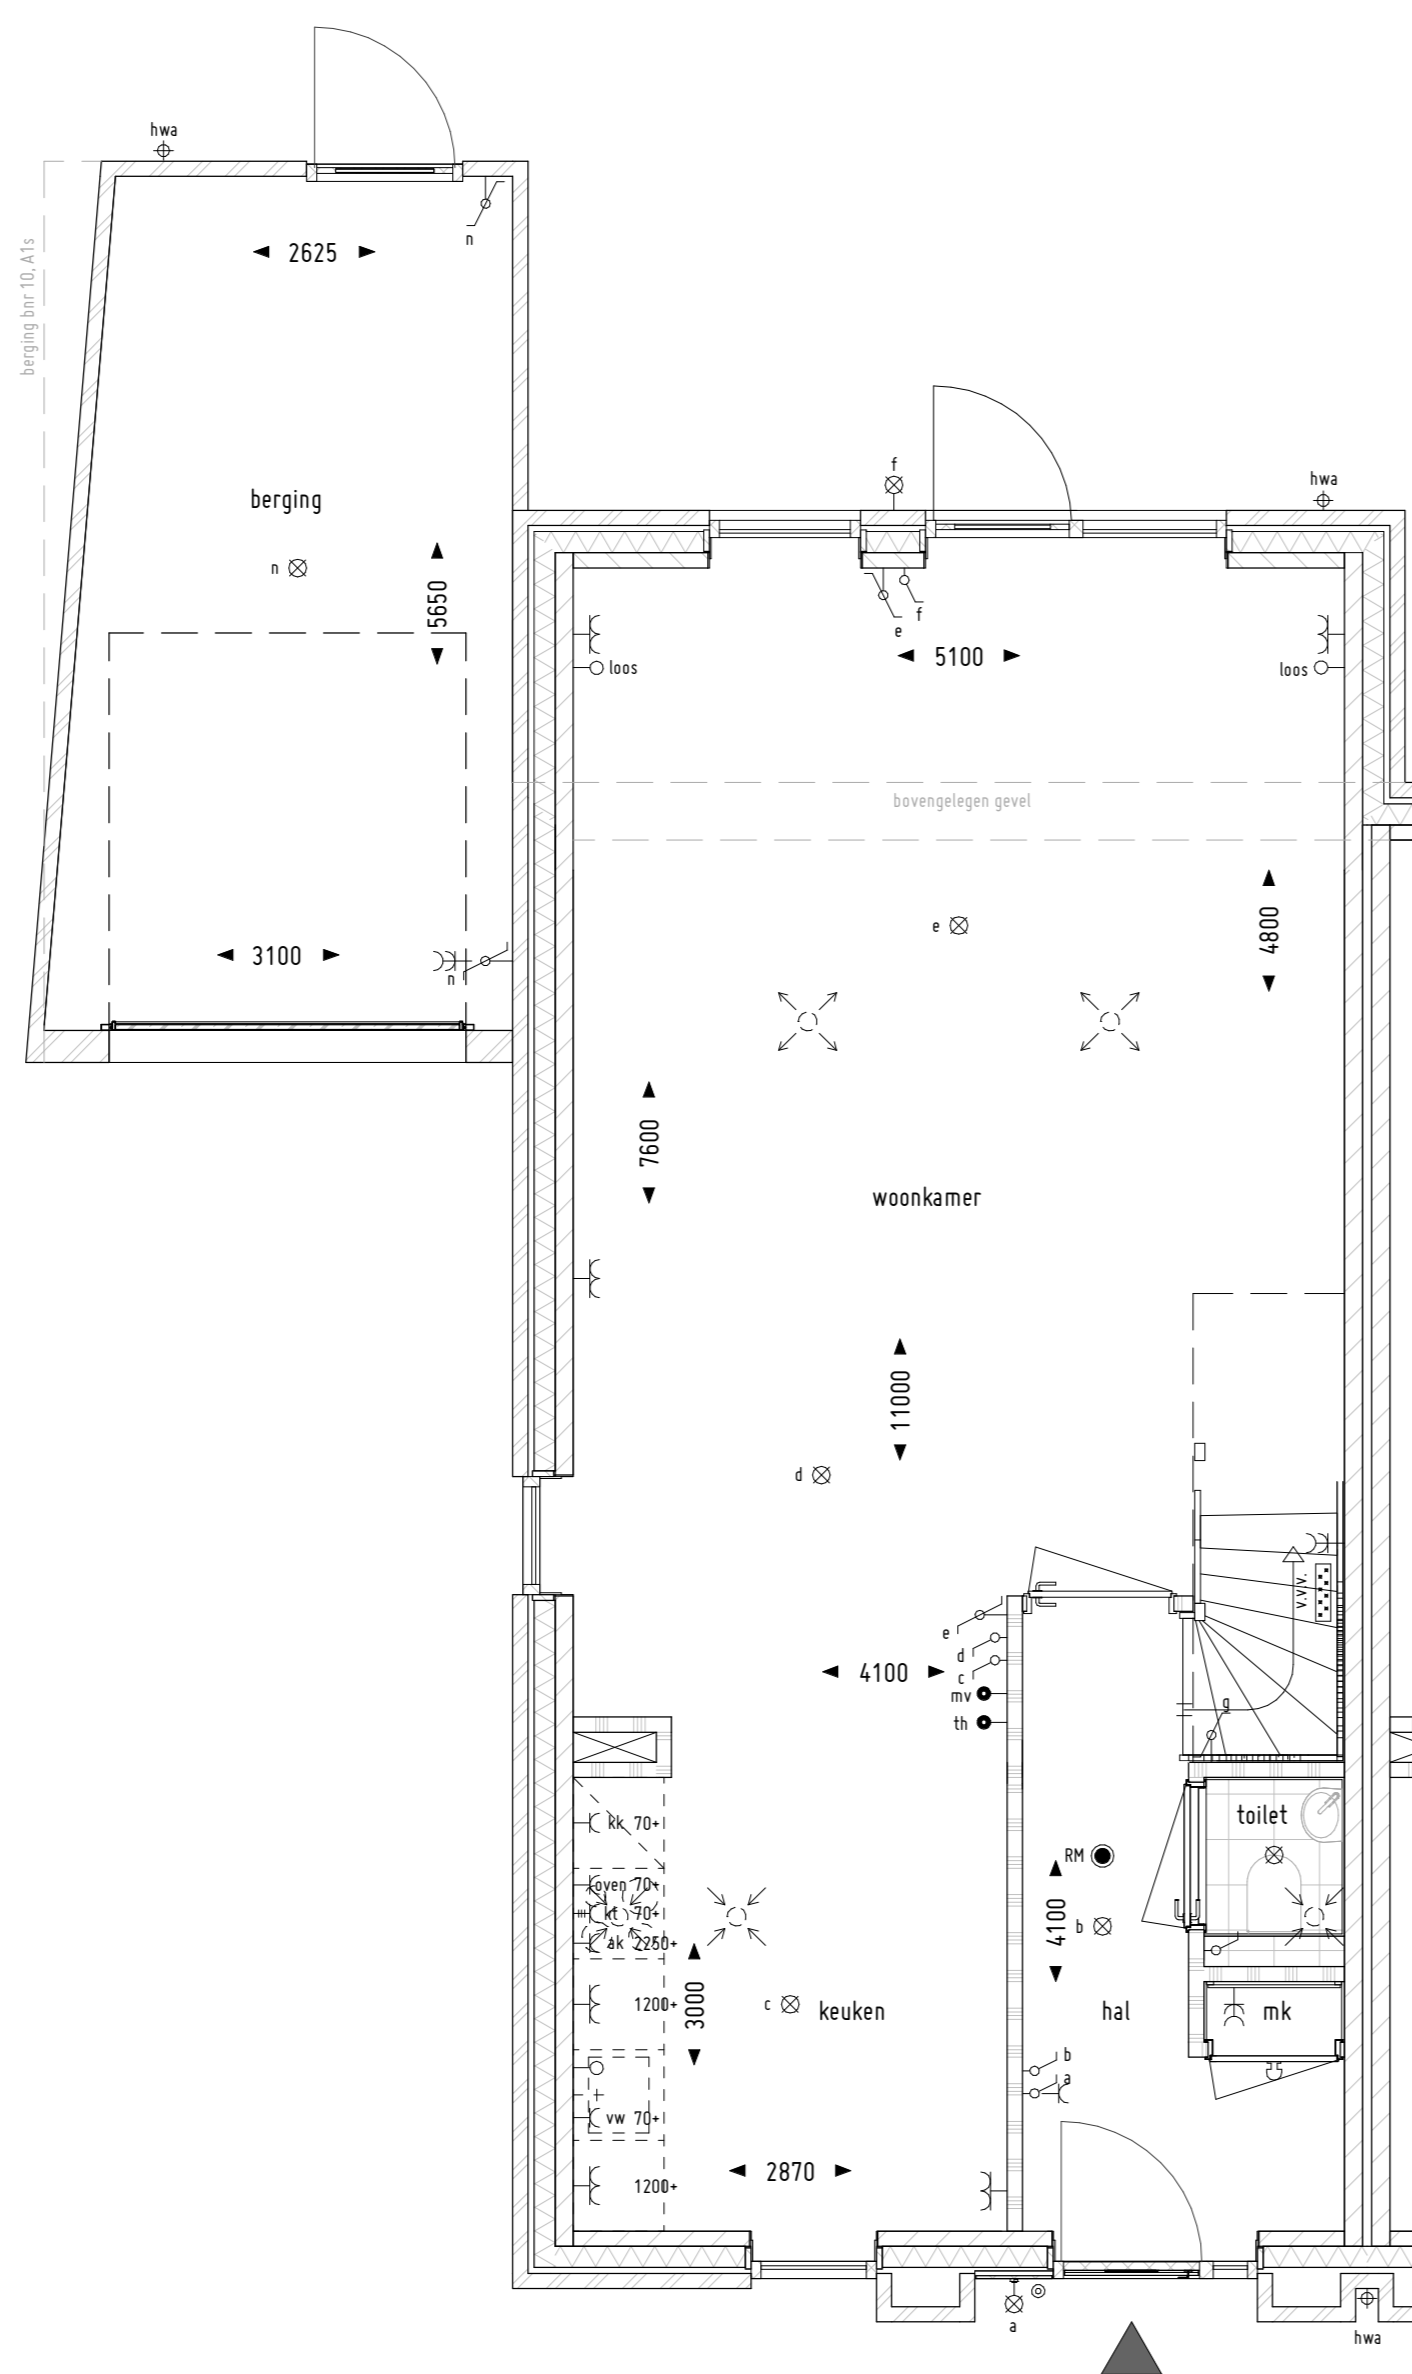 hwa
n
2625
berging bnr 10, A1s
berging
n
5650
3100
n
f
hwa
f
e
5100
loos
loos
bovengelegen gevel
e
4800
7600
woonkamer
11000
d
v.v.v.
e
d
c
mv
th
4100
g
toilet
kk 70+
RM
oven 70+
kt 70+
ak 2250+
b
4100
1200+
3000
c
keuken
hal
mk
b
a
vw 70+
2870
1200+
a
hwa